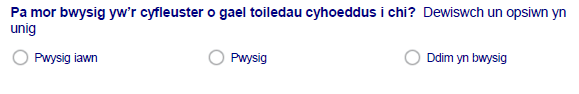 Pa mor bwysig yw'r cyfleuster o gael toiledau cyhoeddus i chi? Dewiswch un opsiwn yn
unig
Pwysig iawn Pwysig Ddim yn bwysig